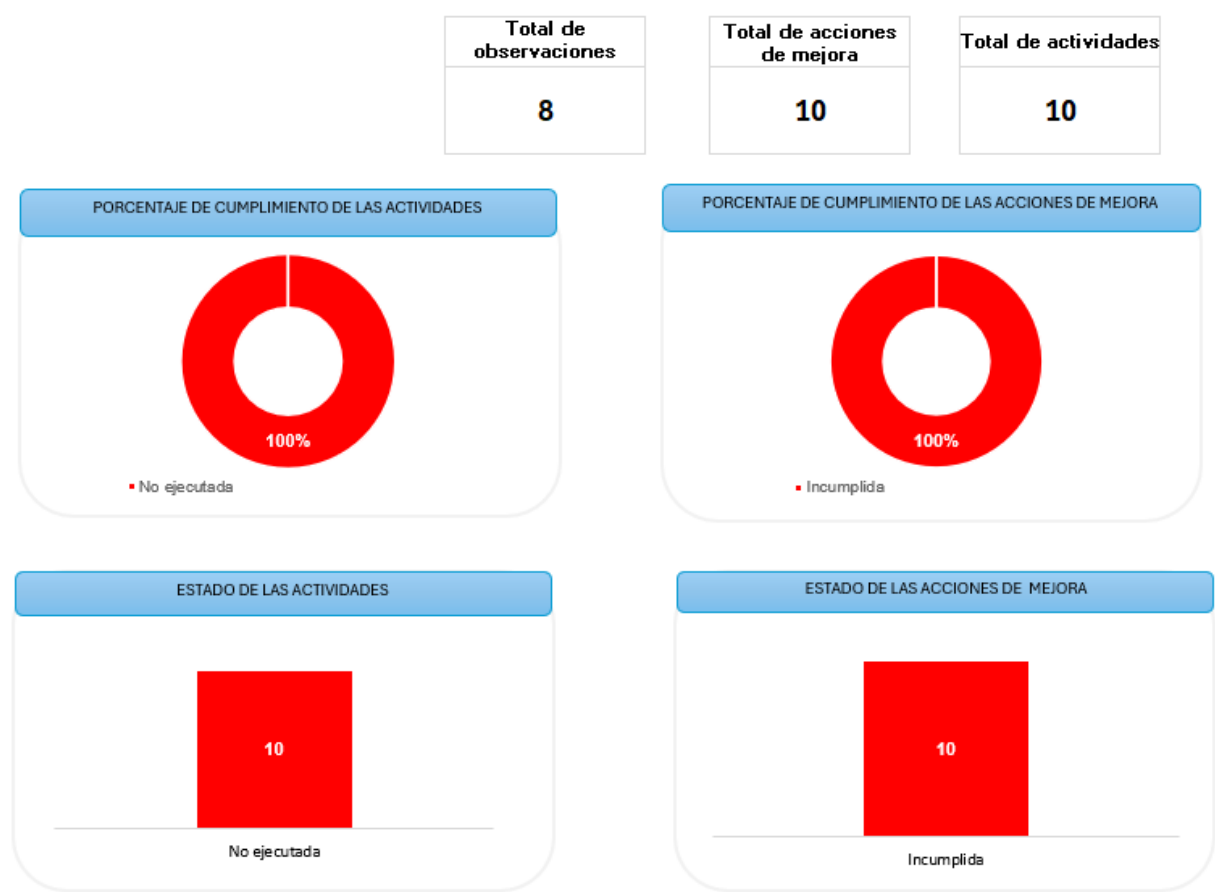 Total de
observaciones
8
Total de acciones
de mejora
10
Total de actividades
10
PORCENTAJE DE CUMPLIMIENTO DE LAS ACTIVIDADES
100%
No ejecutada
PORCENTAJE DE CUMPLIMIENTO DE LAS ACCIONES DE MEJORA
100%
Incumplida
ESTADO DE LAS ACTIVIDADES
10
No ejecutada
ESTADO DE LAS ACCIONES DE MEJORA
10
Incumplida